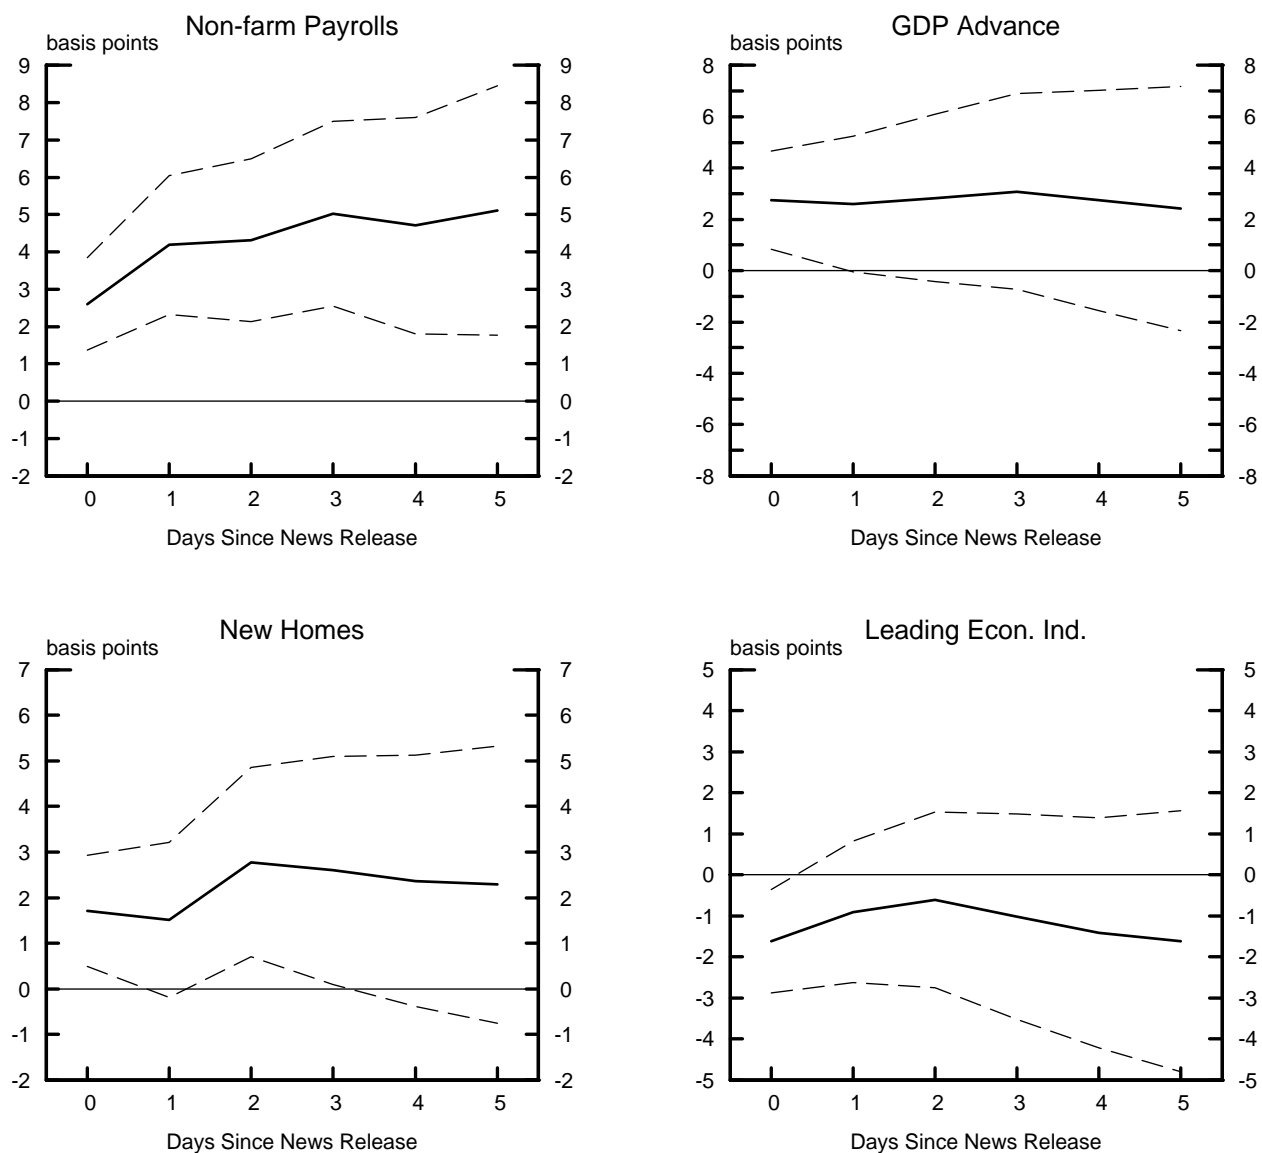 Non-farm Payrolls
basis points
9 9
8 8
7 7
6 6
5 5
4 4
3 3
2 2
1 1
0 0
-1 -1
-2 -2
0 1 2 3 4 5
Days Since News Release
GDP Advance
basis points
8 8
6 6
4 4
2 2
0 0
-2 -2
-4 -4
-6 -6
-8 -8
0 1 2 3 4 5
Days Since News Release
New Homes
basis points
7 7
6 6
5 5
4 4
3 3
2 2
1 1
0 0
-1 -1
-2 -2
0 1 2 3 4 5
Days Since News Release
Leading Econ. Ind.
basis points
5 5
4 4
3 3
2 2
1 1
0 0
-1 -1
-2 -2
-3 -3
-4 -4
-5 -5
0 1 2 3 4 5
Days Since News Release